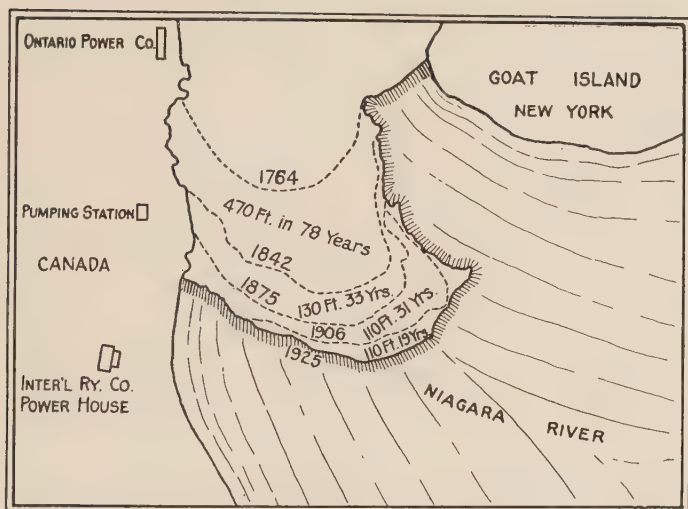 ONTARIO POWER CO.
GOAT ISLAND
NEW YORK
1764
PUMPING STATION
470 Ft. in 78 Years
CANADA
1842
1875
130 Ft. 33 Yrs.
1906
110 Ft. 31 Yrs.
110 Ft. 19 Yrs.
1925
INTER'L RY. CO.
POWER HOUSE
NIAGARA RIVER